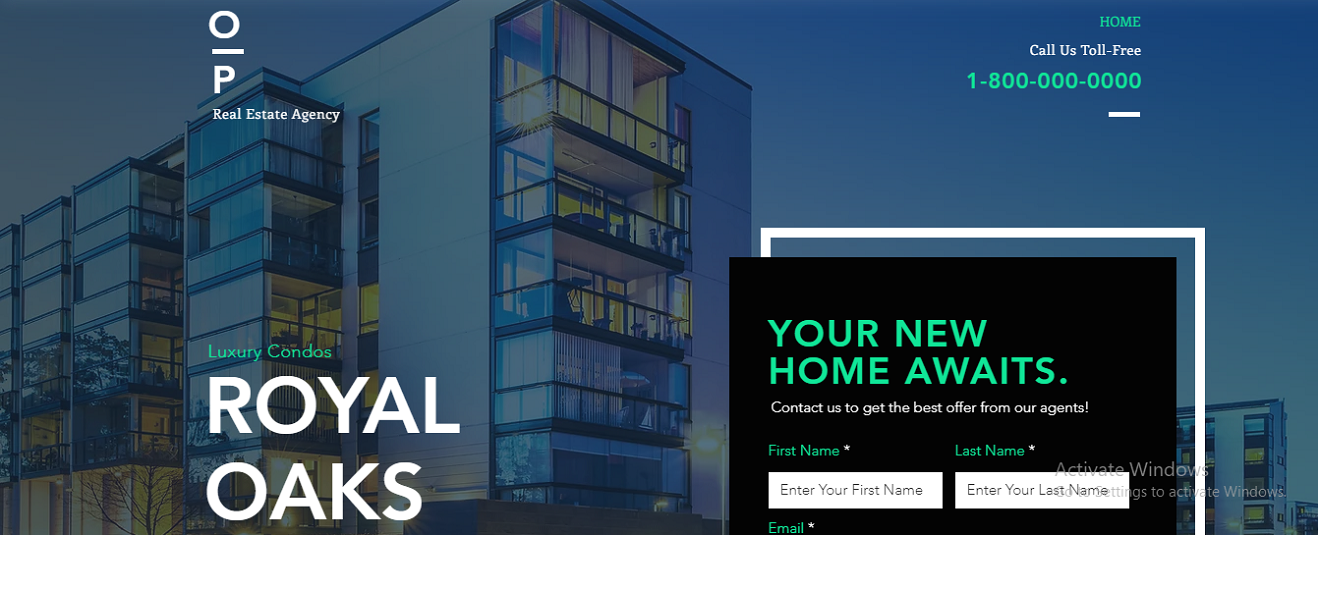 O
P
Real Estate Agency
HOME
Call Us Toll-Free
1-800-000-0000
Luxury Condos
ROYAL
OAKS
YOUR NEW
HOME AWAITS.
Contact us to get the best offer from our agents!
First Name *
Last Name *
Enter Your First Name
Enter Your Last Name
Email *
Activate Windows
Go to Settings to activate Windows.